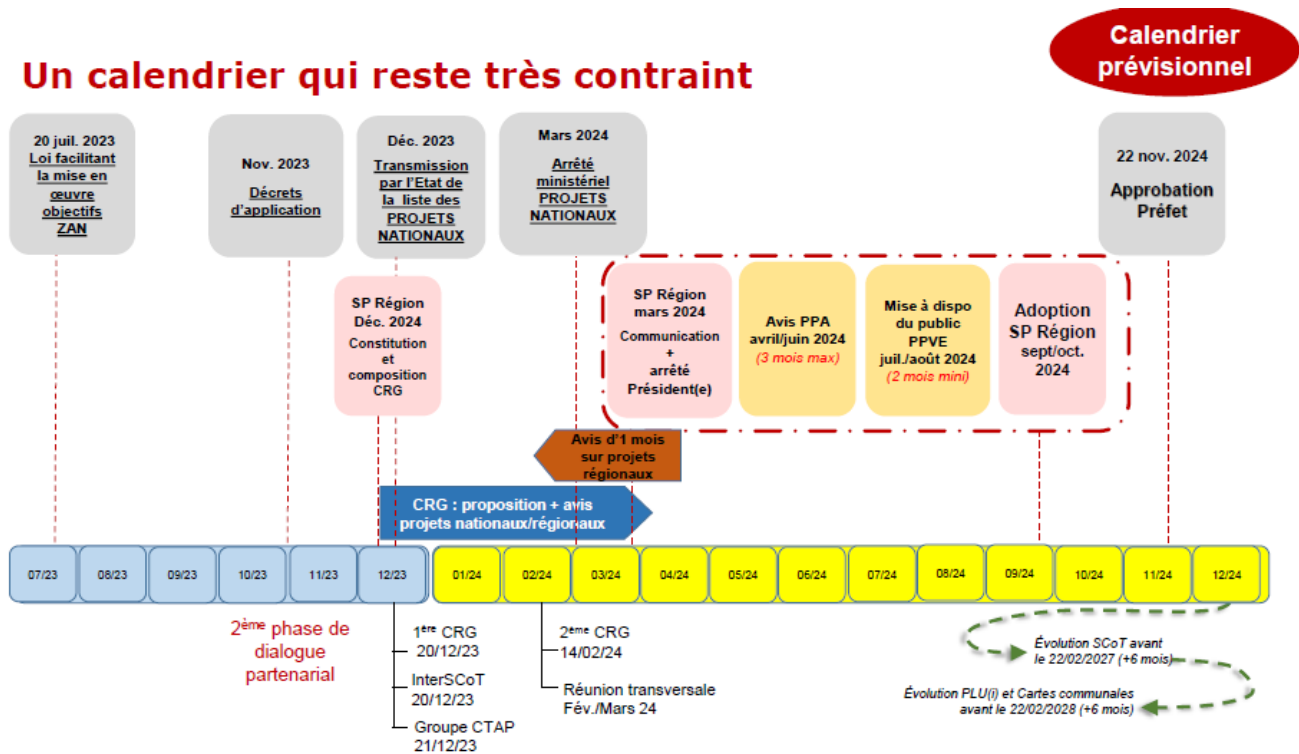 Calendrier
prévisionnel
Un calendrier qui reste très contraint
20 juil. 2023
Loi facilitant
la mise en
œuvre
objectifs
ZAN
Nov. 2023
Décrets
d'application
Déc. 2023
Transmission
par l'Etat de
la liste des
PROJETS
NATIONAUX
Mars 2024
Arrêté
ministériel
PROJETS
NATIONAUX
22 nov. 2024
Approbation
Préfet
SP Région
Déc. 2024
Constitution
et
composition
CRG
SP Région
mars 2024
Communication
+
arrêté
Président(e)
Avis PPA
avril/juin 2024
(3 mois max)
Mise à dispo
du public
PPVE
juil./août 2024
(2 mois mini)
Adoption
SP Région
sept/oct.
2024
Avis d'1 mois
sur projets
régionaux
CRG : proposition + avis
projets nationaux/régionaux
07/23 08/23 09/23 10/23 11/23 12/23 01/24 02/24 03/24 04/24 05/24 06/24 07/24 08/24 09/24 10/24 11/24 12/24
2ème phase de
dialogue
partenarial
1ère CRG
20/12/23
InterSCoT
20/12/23
Groupe CTAP
21/12/23
2ème CRG
14/02/24
Réunion transversale
Fév./Mars 24
Évolution SCoT avant
le 22/02/2027 (+6 mois)
Évolution PLU(i) et Cartes communales
avant le 22/02/2028 (+6 mois)